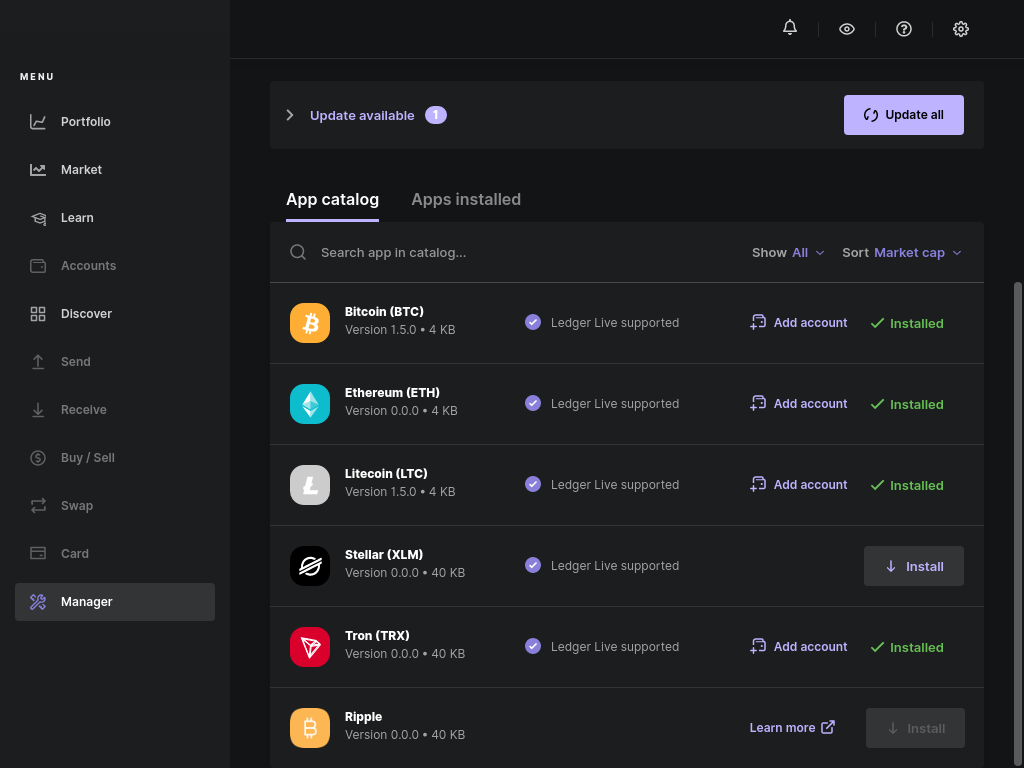 MENU
Portfolio
Market
Learn
Accounts
Discover
Send
Receive
Buy / Sell
Swap
Card
Manager
Update available 1
Update all
App catalog Apps installed
Search app in catalog... Show All Sort Market cap
Bitcoin (BTC)
Version 1.5.0 • 4 KB
Ledger Live supported
Add account
Installed
Ethereum (ETH)
Version 0.0.0 • 4 KB
Ledger Live supported
Add account
Installed
Litecoin (LTC)
Version 1.5.0 • 4 KB
Ledger Live supported
Add account
Installed
Stellar (XLM)
Version 0.0.0 • 40 KB
Ledger Live supported
Install
Tron (TRX)
Version 0.0.0 • 40 KB
Ledger Live supported
Add account
Installed
Ripple
Version 0.0.0 • 40 KB
Learn more
Install